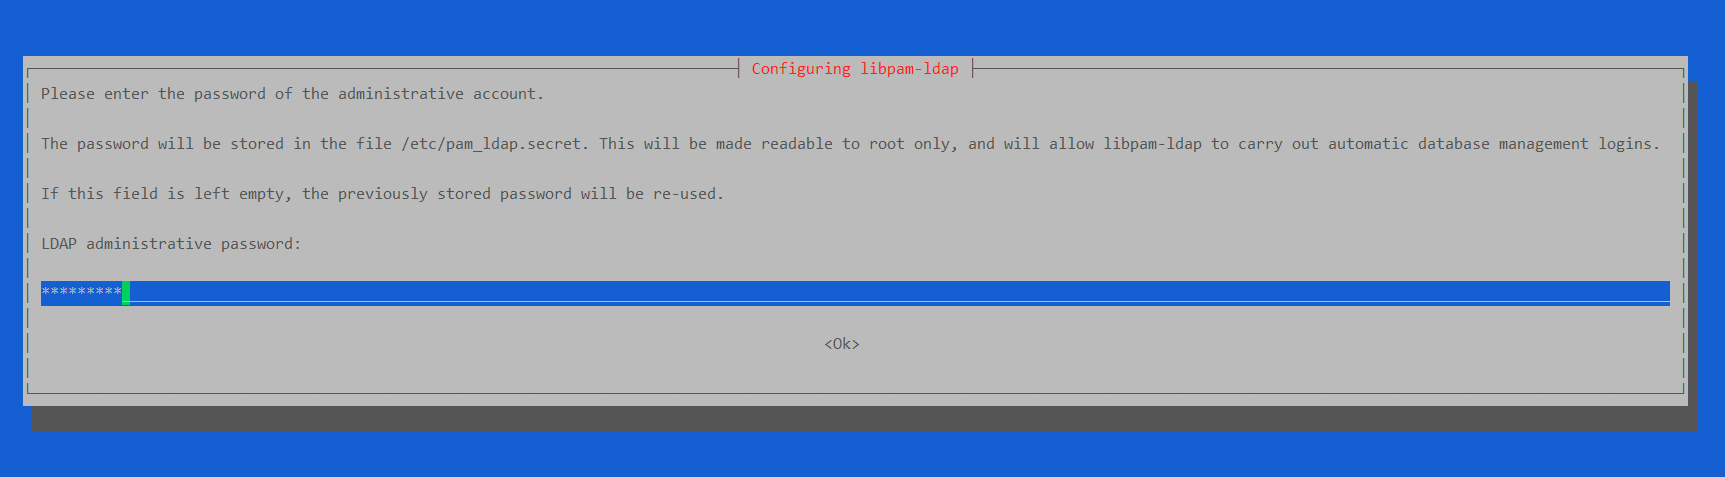 Configuring libpam-ldap
Please enter the password of the administrative account.
The password will be stored in the file /etc/pam_ldap.secret. This will be made readable to root only, and will allow libpam-ldap to carry out automatic database management logins.
If this field is left empty, the previously stored password will be re-used.
LDAP administrative password:
*********
<Ok>